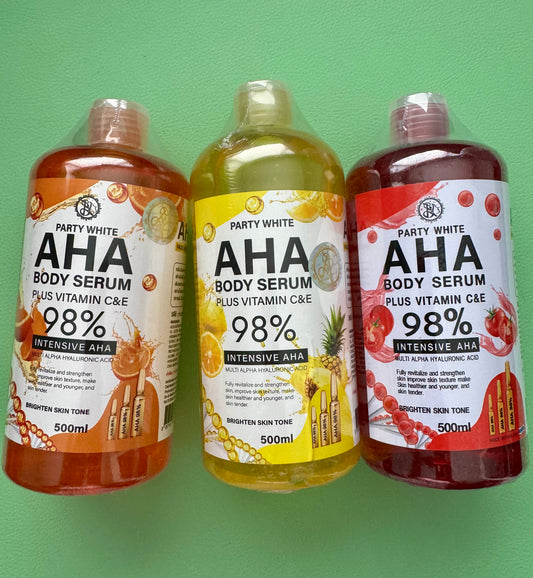 PARTY WHITE
AHA
BODY SERUM
PLUS VITAMIN C&E
98%
INTENSIVE AHA
MULTI ALPHA HYALURONIC ACID
Fully revitalize and strengthen
skin, improve skin texture, make
skin healthier and younger, and
skin tender.
BRIGHTEN SKIN TONE
500ml
PARTY WHITE
AHA
BODY SERUM
PLUS VITAMIN C&E
98%
INTENSIVE AHA
MULTI ALPHA HYALURONIC ACID
Fully revitalize and strengthen
skin, improve skin texture, make
skin healthier and younger, and
skin tender.
BRIGHTEN SKIN TONE
500ml
PARTY WHITE
AHA
BODY SERUM
PLUS VITAMIN C&E
98%
INTENSIVE AHA
MULTI ALPHA HYALURONIC ACID
Fully revitalize and strengthen
skin, improve skin texture, make
skin healthier and younger, and
skin tender.
BRIGHTEN SKIN TONE
500ml